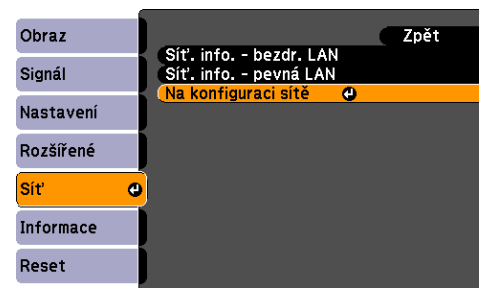 Obraz
Signál
Nastavení
Rozšířené
Síť
Informace
Reset
Zpět
Síť. info. - bezdr. LAN
Síť. info. - pevná LAN
Na konfiguraci sítě